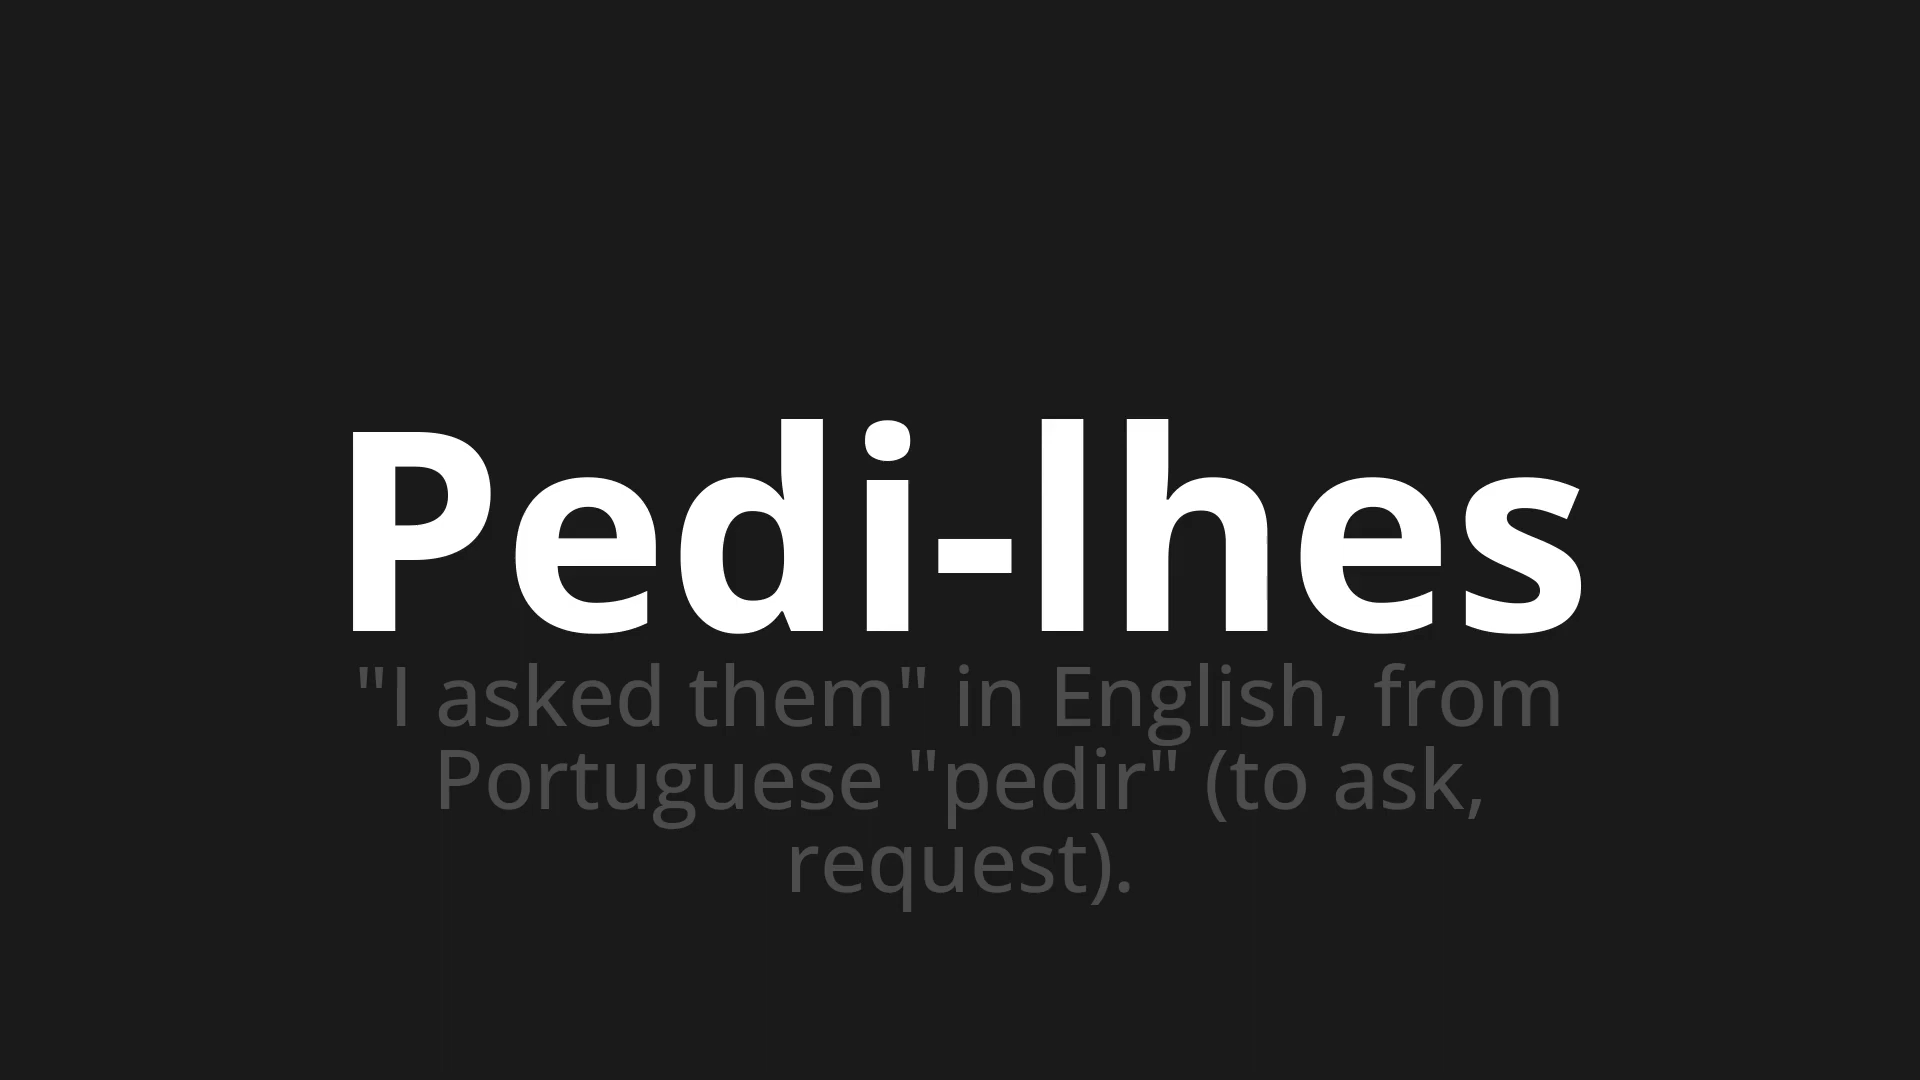 Pedi-lhes
"I asked them" in English, from
Portuguese "pedir" (to ask,
request).